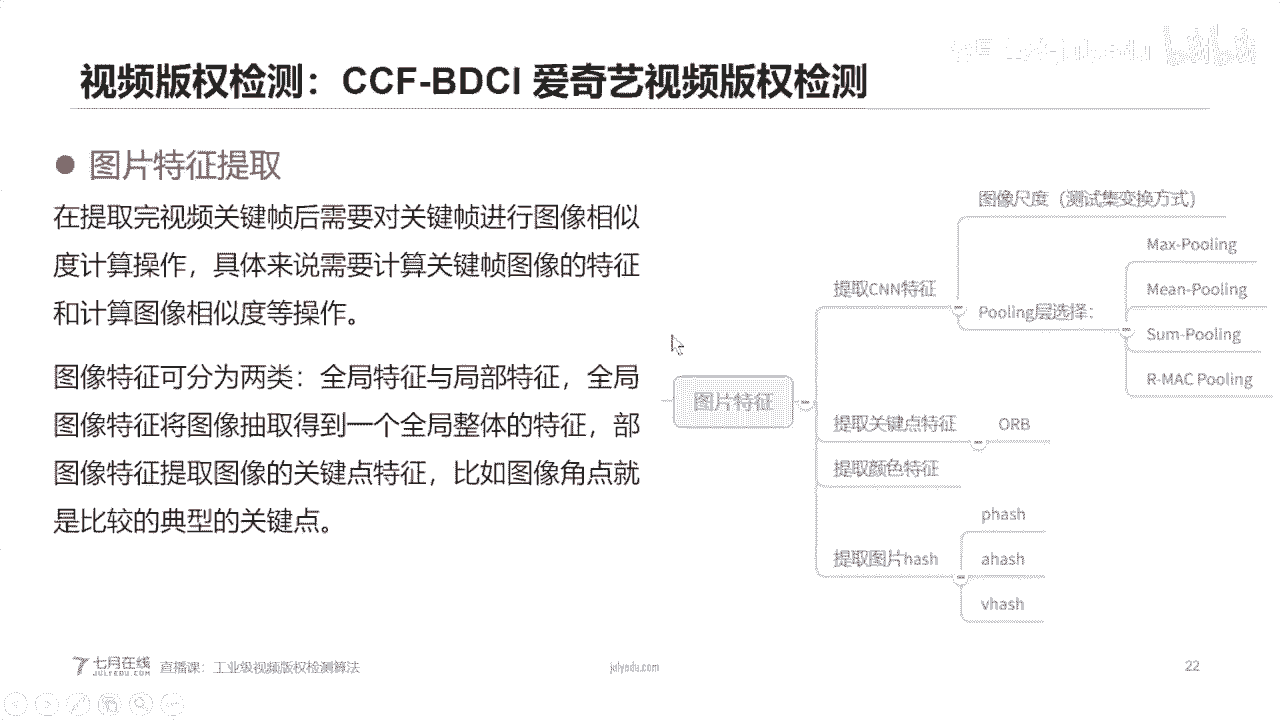 视频版权检测：CCF-BDCI 爱奇艺视频版权检测
图片特征提取
在提取完视频关键帧后需要对关键帧进行图像相似
度计算操作，具体来说需要计算关键帧图像的特征
和计算图像相似度等操作。
图像特征可分为两类：全局特征与局部特征，全局
图像特征将图像抽取得到一个全局整体的特征，部
图像特征提取图像的关键点特征，比如图像角点就
是比较的典型的关键点。
图片特征
提取CNN特征
图像尺度（测试集变换方式）
Pooling层选择：
Max-Pooling
Mean-Pooling
Sum-Pooling
R-MAC Pooling
提取关键点特征
ORB
提取颜色特征
提取图片hash
phash
ahash
vhash
七月在线
JULYEDU.COM
直播课：工业级视频版权检测算法
julyedu.com
22